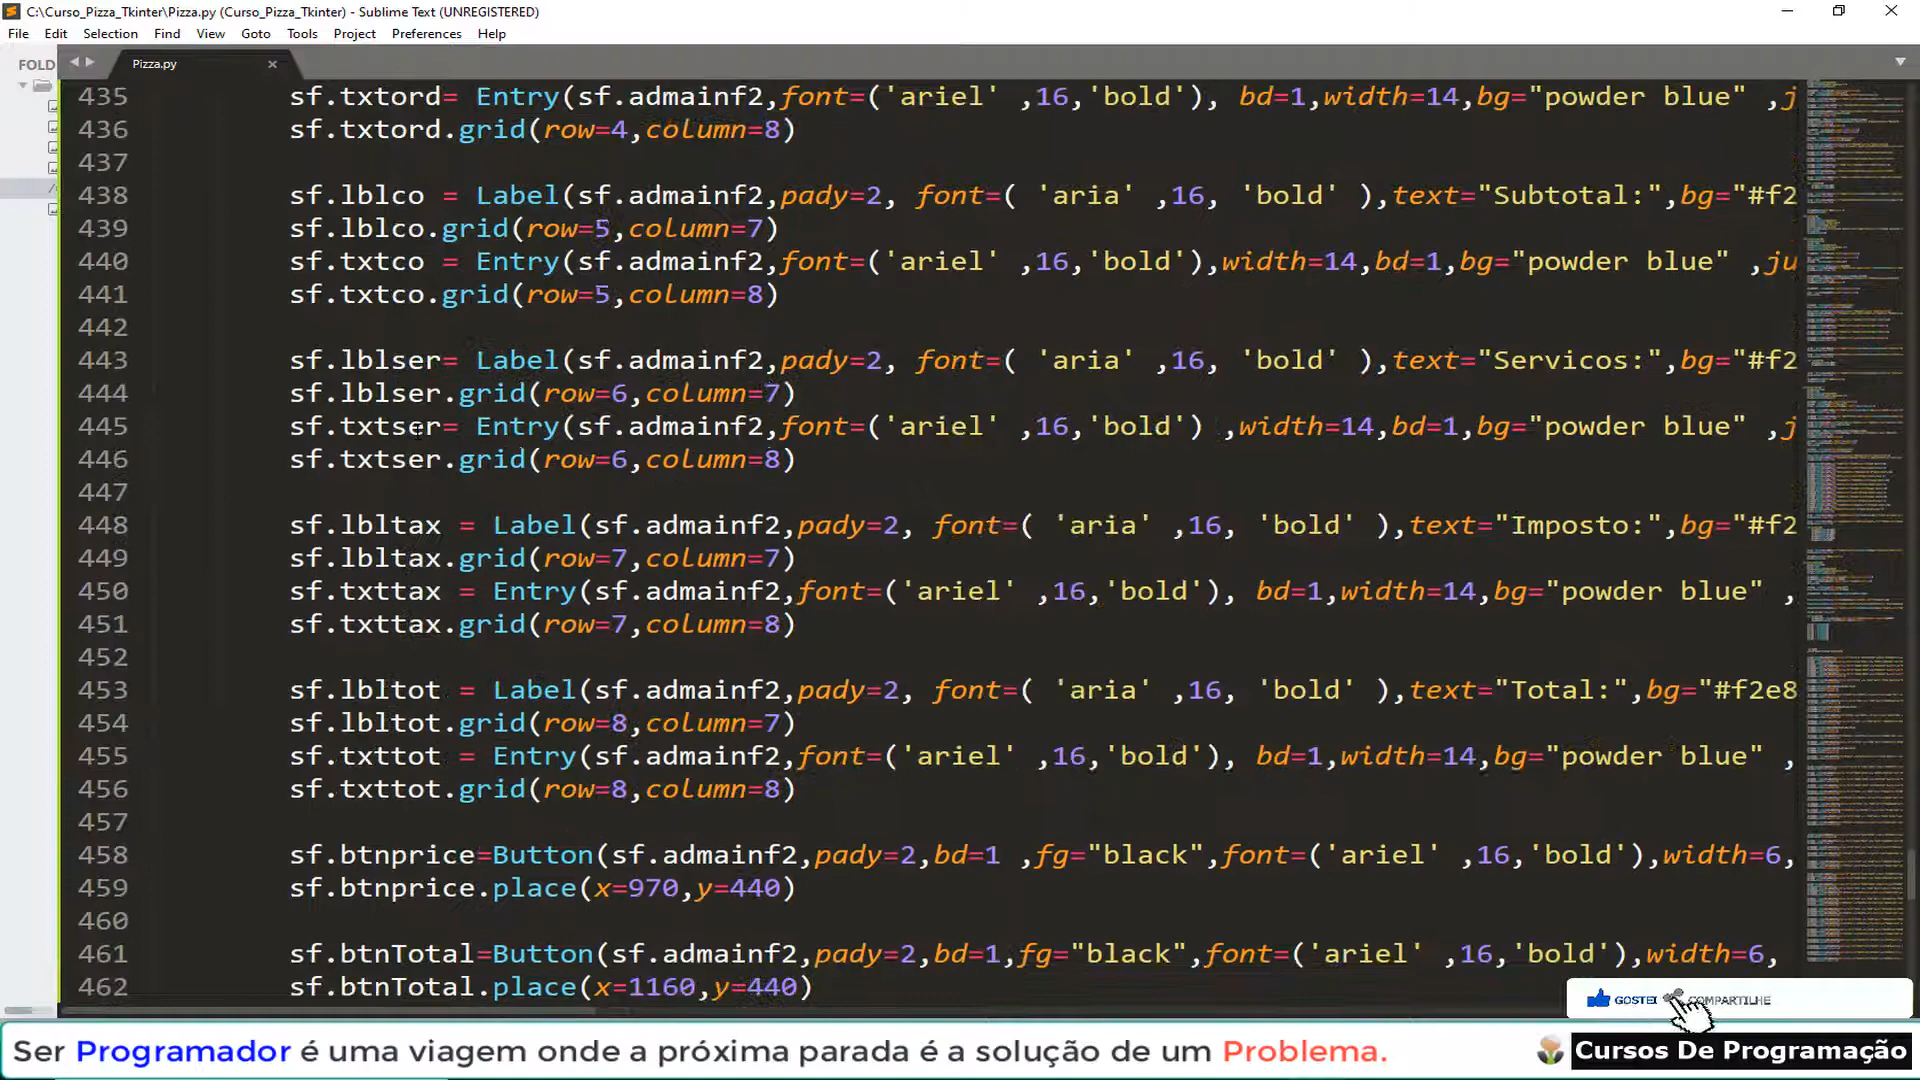 C:\Curso_Pizza_Tkinter\Pizza.py (Curso_Pizza_Tkinter) - Sublime Text (UNREGISTERED)
File Edit Selection Find View Goto Tools Project Preferences Help
FOLD Pizza.py
435 sf.txtord= Entry(sf.admainf2,font=('ariel' ,16,'bold'), bd=1,width=14,bg="powder blue" ,j
436 sf.txtord.grid(row=4,column=8)
437
438 sf.lblco = Label(sf.admainf2,pady=2, font=( 'aria' ,16, 'bold' ),text="Subtotal:",bg="#f2
439 sf.lblco.grid(row=5,column=7)
440 sf.txtco = Entry(sf.admainf2,font=('ariel' ,16,'bold'),width=14,bd=1,bg="powder blue" ,ju
441 sf.txtco.grid(row=5,column=8)
442
443 sf.lblser= Label(sf.admainf2,pady=2, font=( 'aria' ,16, 'bold' ),text="Servicos:",bg="#f2
444 sf.lblser.grid(row=6,column=7)
445 sf.txtser= Entry(sf.admainf2,font=('ariel' ,16,'bold') ,width=14,bd=1,bg="powder blue" ,j
446 sf.txtser.grid(row=6,column=8)
447
448 sf.lbltax = Label(sf.admainf2,pady=2, font=( 'aria' ,16, 'bold' ),text="Imposto:",bg="#f2
449 sf.lbltax.grid(row=7,column=7)
450 sf.txttax = Entry(sf.admainf2,font=('ariel' ,16,'bold'), bd=1,width=14,bg="powder blue" ,
451 sf.txttax.grid(row=7,column=8)
452
453 sf.lbltot = Label(sf.admainf2,pady=2, font=( 'aria' ,16, 'bold' ),text="Total:",bg="#f2e8
454 sf.lbltot.grid(row=8,column=7)
455 sf.txttot = Entry(sf.admainf2,font=('ariel' ,16,'bold'), bd=1,width=14,bg="powder blue" ,
456 sf.txttot.grid(row=8,column=8)
457
458 sf.btnprice=Button(sf.admainf2,pady=2,bd=1 ,fg="black",font=('ariel' ,16,'bold'),width=6,
459 sf.btnprice.place(x=970,y=440)
460
461 sf.btnTotal=Button(sf.admainf2,pady=2,bd=1,fg="black",font=('ariel' ,16,'bold'),width=6,
462 sf.btnTotal.place(x=1160,y=440)
GOSTEI COMPARTILHE
Ser Programador é uma viagem onde a próxima parada é a solução de um Problema.
Cursos De Programação